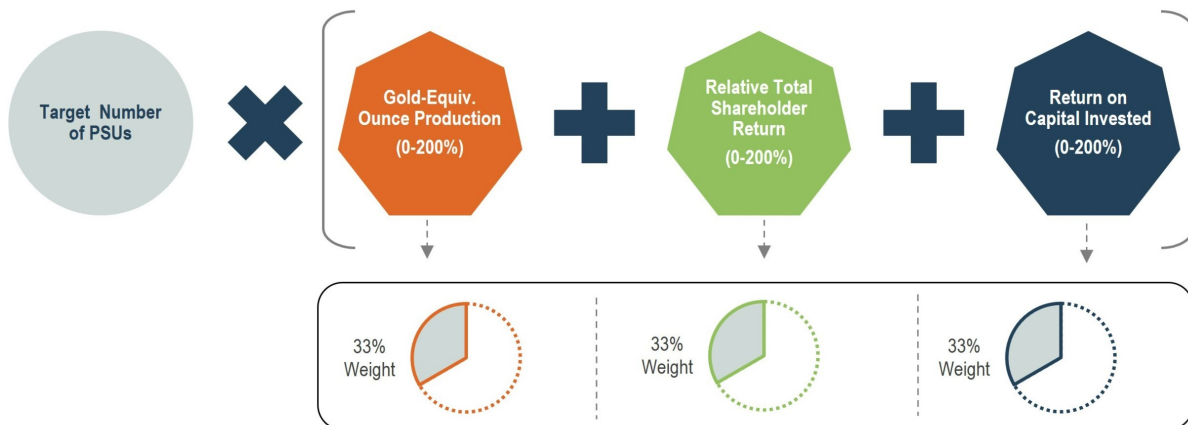 Target Number
of PSUs
Gold-Equiv.
Ounce Production
(0-200%)
Relative Total
Shareholder
Return
(0-200%)
Return on
Capital Invested
(0-200%)
33%
Weight
33%
Weight
33%
Weight